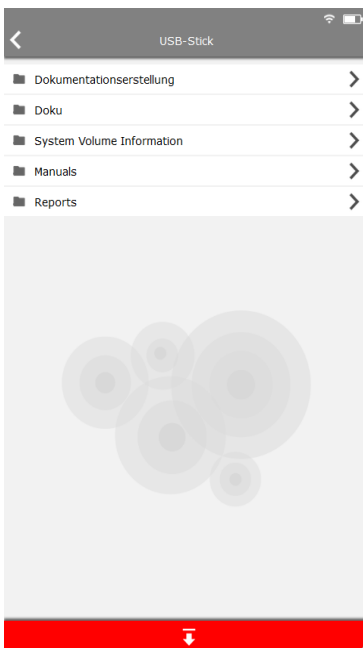 USB-Stick
Dokumentationserstellung
Doku
System Volume Information
Manuals
Reports